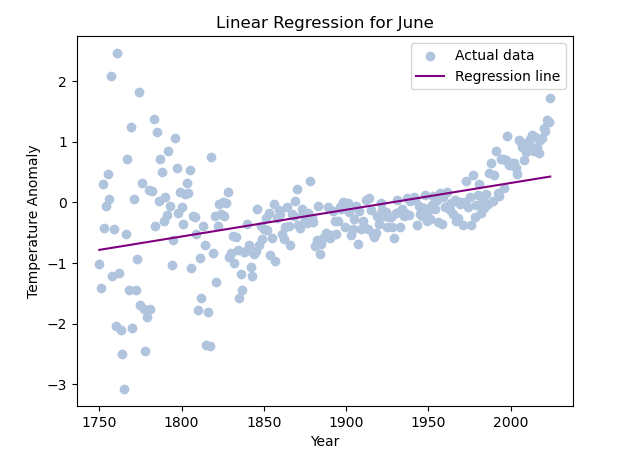 Linear Regression for June
Actual data
Regression line
Temperature Anomaly
2
1
0
−1
−2
−3
1750 1800 1850 1900 1950 2000
Year